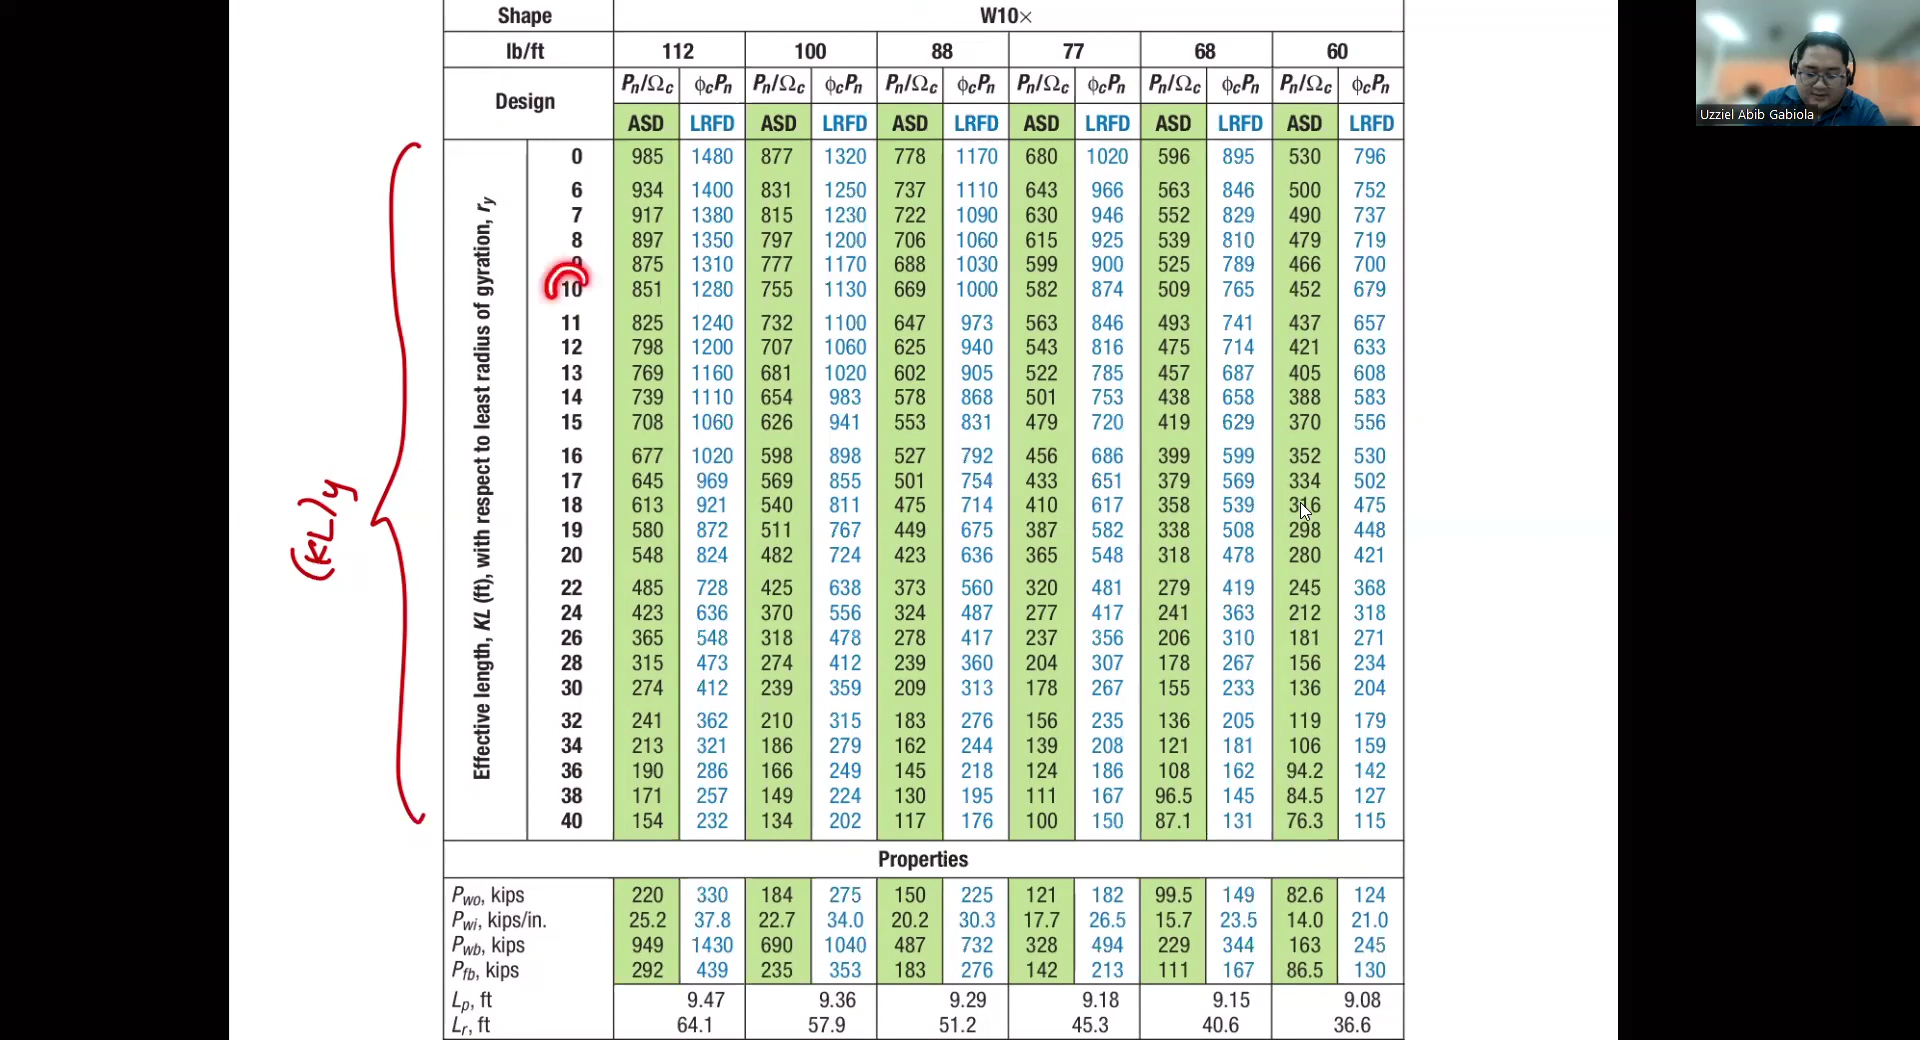 Shape W10×
lb/ft 112 100 88 77 68 60
Design Pn/Ωc ϕcPn Pn/Ωc ϕcPn Pn/Ωc ϕcPn Pn/Ωc ϕcPn Pn/Ωc ϕcPn Pn/Ωc ϕcPn
ASD LRFD ASD LRFD ASD LRFD ASD LRFD ASD LRFD ASD LRFD
Effective length, KL (ft), with respect to least radius of gyration, ry
(KL)y
0 985 1480 877 1320 778 1170 680 1020 596 895 530 796
6 934 1400 831 1250 737 1110 643 966 563 846 500 752
7 917 1380 815 1230 722 1090 630 946 552 829 490 737
8 897 1350 797 1200 706 1060 615 925 539 810 479 719
9 875 1310 777 1170 688 1030 599 900 525 789 466 700
10 851 1280 755 1130 669 1000 582 874 509 765 452 679
11 825 1240 732 1100 647 973 563 846 493 741 437 657
12 798 1200 707 1060 625 940 543 816 475 714 421 633
13 769 1160 681 1020 602 905 522 785 457 687 405 608
14 739 1110 654 983 578 868 501 753 438 658 388 583
15 708 1060 626 941 553 831 479 720 419 629 370 556
16 677 1020 598 898 527 792 456 686 399 599 352 530
17 645 969 569 855 501 754 433 651 379 569 334 502
18 613 921 540 811 475 714 410 617 358 539 316 475
19 580 872 511 767 449 675 387 582 338 508 298 448
20 548 824 482 724 423 636 365 548 318 478 280 421
22 485 728 425 638 373 560 320 481 279 419 245 368
24 423 636 370 556 324 487 277 417 241 363 212 318
26 365 548 318 478 278 417 237 356 206 310 181 271
28 315 473 274 412 239 360 204 307 178 267 156 234
30 274 412 239 359 209 313 178 267 155 233 136 204
32 241 362 210 315 183 276 156 235 136 205 119 179
34 213 321 186 279 162 244 139 208 121 181 106 159
36 190 286 166 249 145 218 124 186 108 162 94.2 142
38 171 257 149 224 130 195 111 167 96.5 145 84.5 127
40 154 232 134 202 117 176 100 150 87.1 131 76.3 115
Properties
Pwo, kips 220 330 184 275 150 225 121 182 99.5 149 82.6 124
Pwi, kips/in. 25.2 37.8 22.7 34.0 20.2 30.3 17.7 26.5 15.7 23.5 14.0 21.0
Pwb, kips 949 1430 690 1040 487 732 328 494 229 344 163 245
Pfb, kips 292 439 235 353 183 276 142 213 111 167 86.5 130
Lp, ft 9.47 9.36 9.29 9.18 9.15 9.08
Lr, ft 64.1 57.9 51.2 45.3 40.6 36.6
Uzziel Abib Gabiola